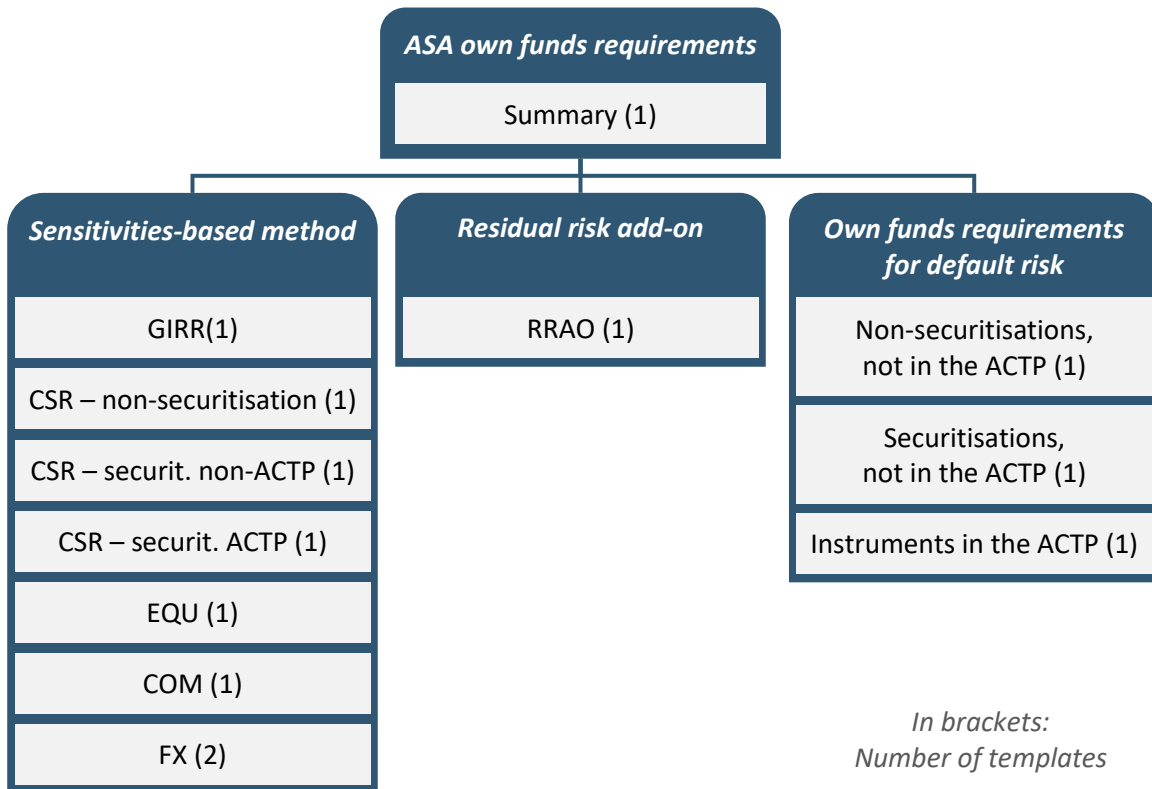 ASA own funds requirements
Summary (1)
Sensitivities-based method
GIRR(1)
CSR – non-securitisation (1)
CSR – securit. non-ACTP (1)
CSR – securit. ACTP (1)
EQU (1)
COM (1)
FX (2)
Residual risk add-on
RRAO (1)
Own funds requirements
for default risk
Non-securitisations,
not in the ACTP (1)
Securitisations,
not in the ACTP (1)
Instruments in the ACTP (1)
In brackets:
Number of templates